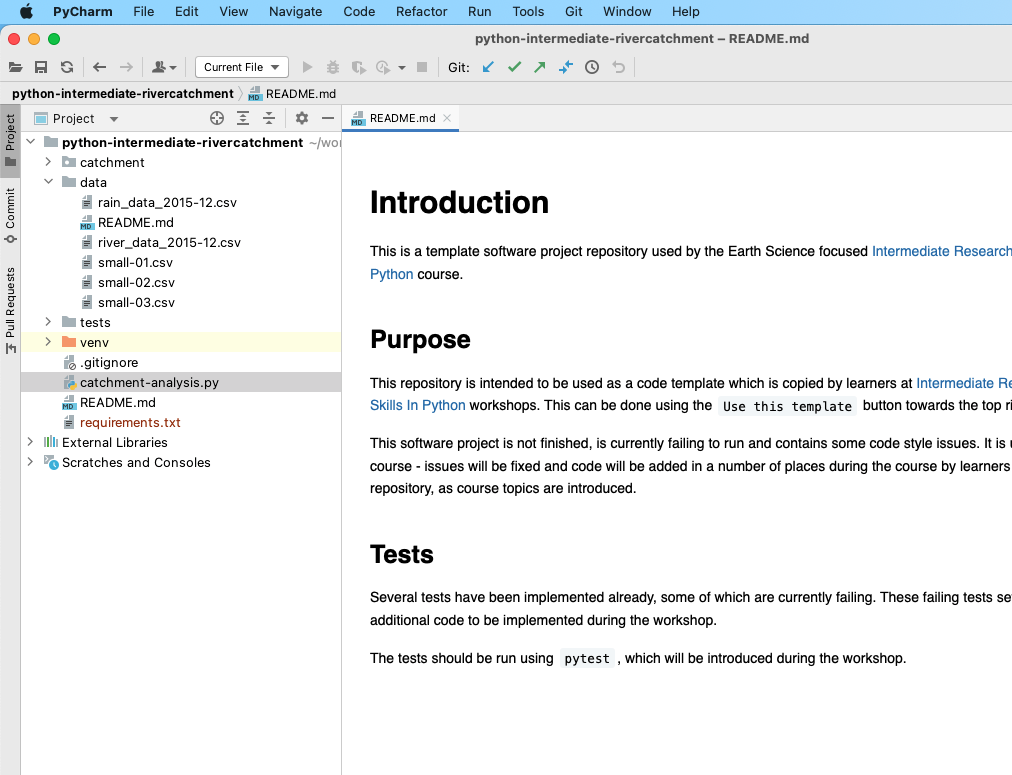 PyCharm File Edit View Navigate Code Refactor Run Tools Git Window Help
python-intermediate-rivercatchment – README.md
Current File Git:
python-intermediate-rivercatchment README.md
Project
Commit
Pull Requests
Project
python-intermediate-rivercatchment ~/wor
catchment
data
rain_data_2015-12.csv
README.md
river_data_2015-12.csv
small-01.csv
small-02.csv
small-03.csv
tests
venv
.gitignore
catchment-analysis.py
README.md
requirements.txt
External Libraries
Scratches and Consoles
README.md
Introduction
This is a template software project repository used by the Earth Science focused Intermediate Research
Python course.
Purpose
This repository is intended to be used as a code template which is copied by learners at Intermediate Re
Skills In Python workshops. This can be done using the Use this template button towards the top ri
This software project is not finished, is currently failing to run and contains some code style issues. It is u
course - issues will be fixed and code will be added in a number of places during the course by learners
repository, as course topics are introduced.
Tests
Several tests have been implemented already, some of which are currently failing. These failing tests se
additional code to be implemented during the workshop.
The tests should be run using pytest , which will be introduced during the workshop.